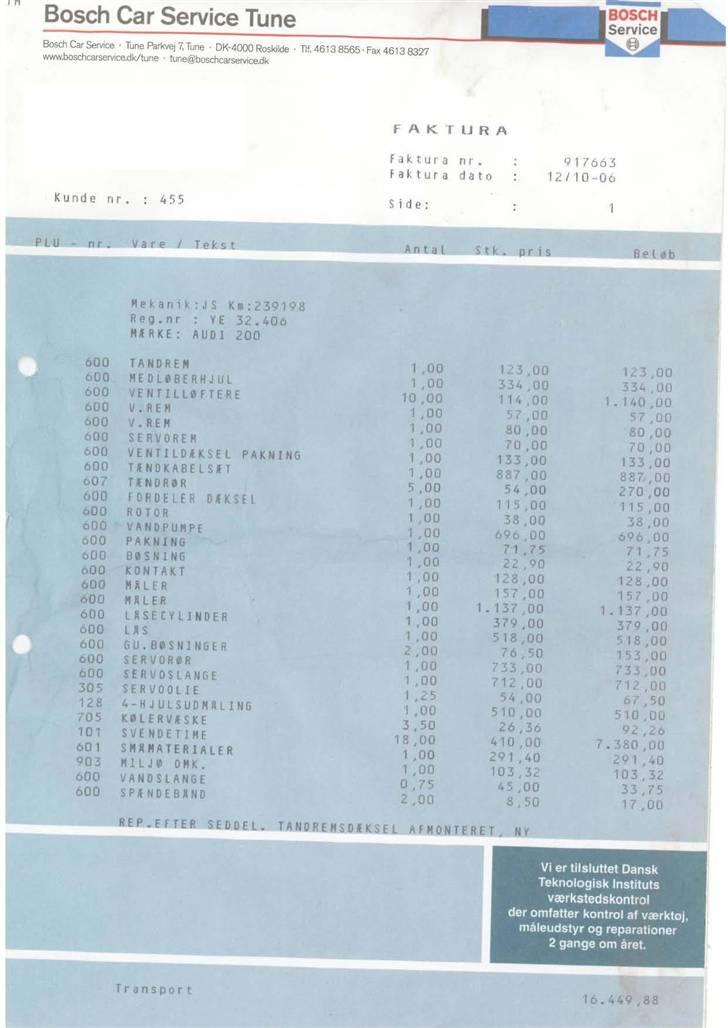 Bosch Car Service Tune
BOSCH
Service
Bosch Car Service · Tune Parkvej 7, Tune · DK-4000 Roskilde · Tlf. 4613 8565 · Fax 4613 8327
www.boschcarservice.dk/tune · tune@boschcarservice.dk
FAKTURA
Faktura nr. : 917663
Faktura dato : 12/10-06
Kunde nr. : 455
Side: : 1
PLU - nr. Vare / Tekst Antal Stk. pris Beløb
Mekanik:JS Km:239198
Reg.nr : YE 32.406
MÆRKE: AUDI 200
600 TANDREM 1,00 123,00 123,00
600 MEDLØBERHJUL 1,00 334,00 334,00
600 VENTILLØFTERE 10,00 114,00 1.140,00
600 V.REM 1,00 57,00 57,00
600 V.REM 1,00 80,00 80,00
600 SERVOREM 1,00 70,00 70,00
600 VENTILDÆKSEL PAKNING 1,00 133,00 133,00
600 TÆNDKABELSÆT 1,00 887,00 887,00
607 TÆNDRØR 5,00 54,00 270,00
600 FORDELER DÆKSEL 1,00 115,00 115,00
600 ROTOR 1,00 38,00 38,00
600 VANDPUMPE 1,00 696,00 696,00
600 PAKNING 1,00 71,75 71,75
600 BØSNING 1,00 22,90 22,90
600 KONTAKT 1,00 128,00 128,00
600 MÅLER 1,00 157,00 157,00
600 MÅLER 1,00 1.137,00 1.137,00
600 LÅSECYLINDER 1,00 379,00 379,00
600 LÅS 1,00 518,00 518,00
600 GU.BØSNINGER 2,00 76,50 153,00
600 SERVORØR 1,00 733,00 733,00
600 SERVOSLANGE 1,00 712,00 712,00
305 SERVOOLIE 1,25 54,00 67,50
128 4-HJULSUDMÅLING 1,00 510,00 510,00
705 KØLERVÆSKE 3,50 26,36 92,26
101 SVENDETIME 18,00 410,00 7.380,00
601 SMÅMATERIALER 1,00 291,40 291,40
903 MILJØ OMK. 1,00 103,32 103,32
600 VANDSLANGE 0,75 45,00 33,75
600 SPÆNDEBÅND 2,00 8,50 17,00
REP.EFTER SEDDEL. TANDREMSDÆKSEL AFMONTERET, NY
Vi er tilsluttet Dansk
Teknologisk Instituts
værkstedskontrol
der omfatter kontrol af værktøj,
måleudstyr og reparationer
2 gange om året.
Transport 16.449,88